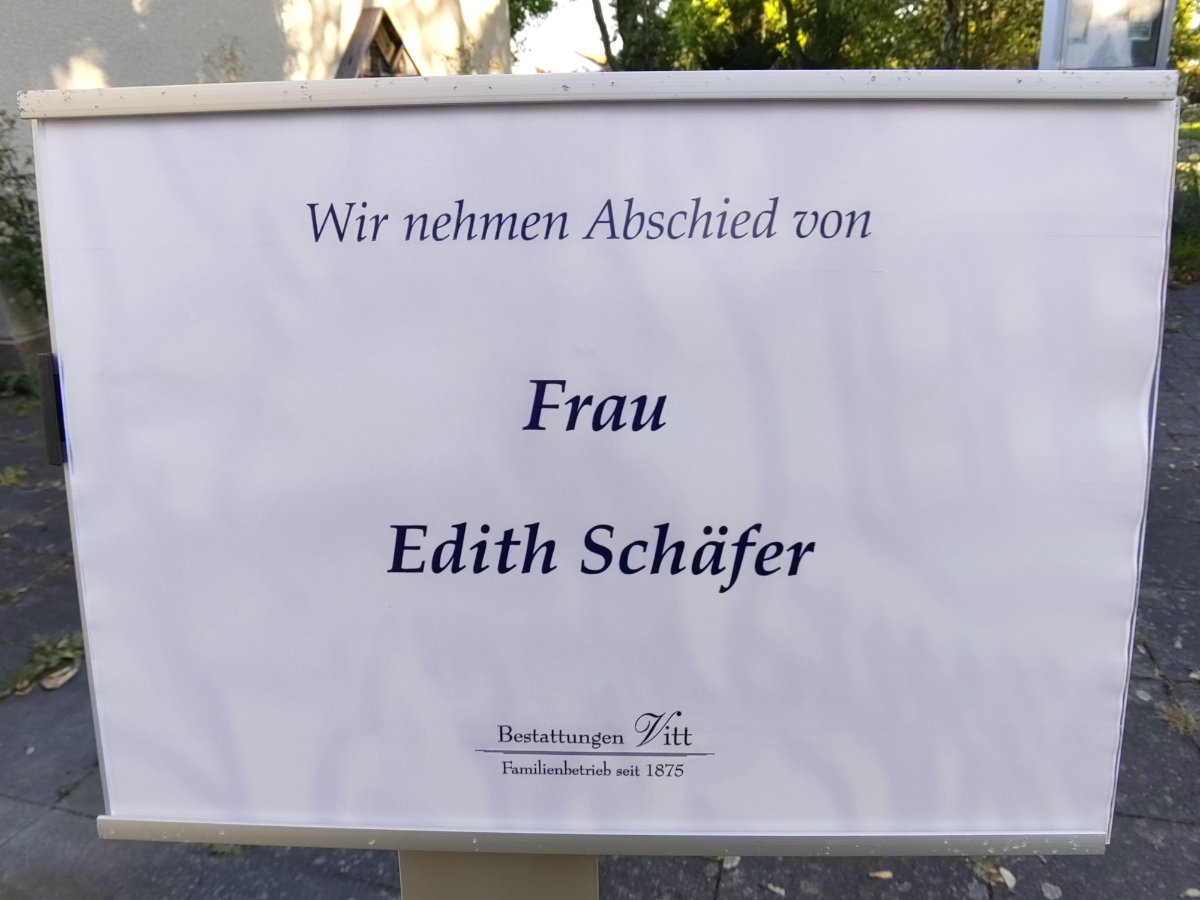 Wir nehmen Abschied von
Frau
Edith Schäfer
Bestattungen Vitt
Familienbetrieb seit 1875